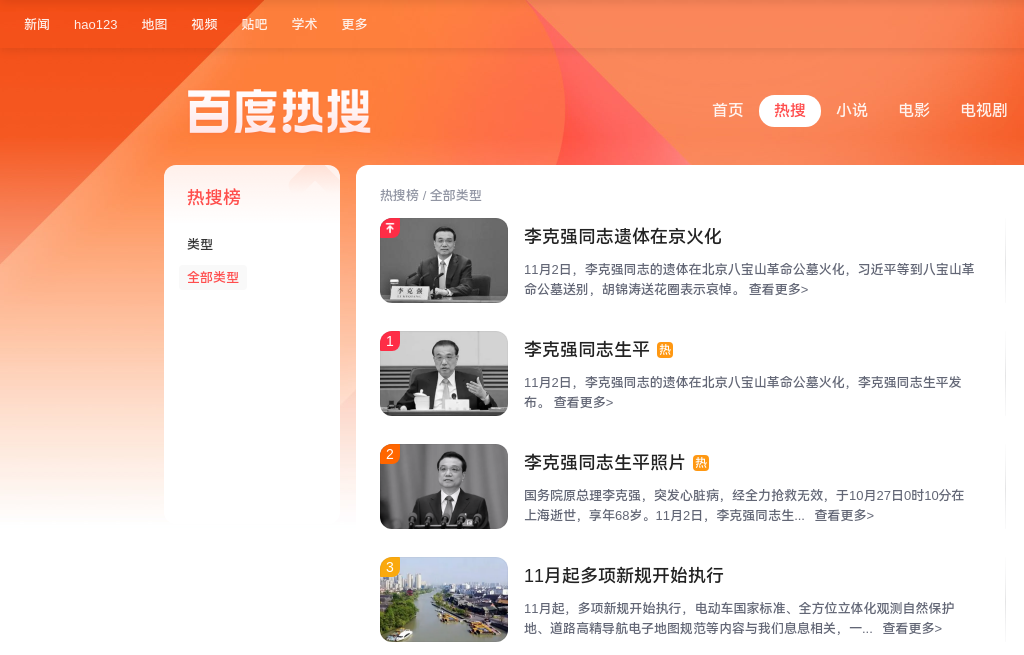 新闻 hao123 地图 视频 贴吧 学术 更多
百度热搜
首页 热搜 小说 电影 电视剧
热搜榜
类型
全部类型
热搜榜 / 全部类型
李克强
李克强同志遗体在京火化
11月2日，李克强同志的遗体在北京八宝山革命公墓火化，习近平等到八宝山革
命公墓送别，胡锦涛送花圈表示哀悼。 查看更多>
1
李克强同志生平 热
11月2日，李克强同志的遗体在北京八宝山革命公墓火化，李克强同志生平发
布。 查看更多>
2
李克强同志生平照片 热
国务院原总理李克强，突发心脏病，经全力抢救无效，于10月27日0时10分在
上海逝世，享年68岁。11月2日，李克强同志生... 查看更多>
3
11月起多项新规开始执行
11月起，多项新规开始执行，电动车国家标准、全方位立体化观测自然保护
地、道路高精导航电子地图规范等内容与我们息息相关，一... 查看更多>